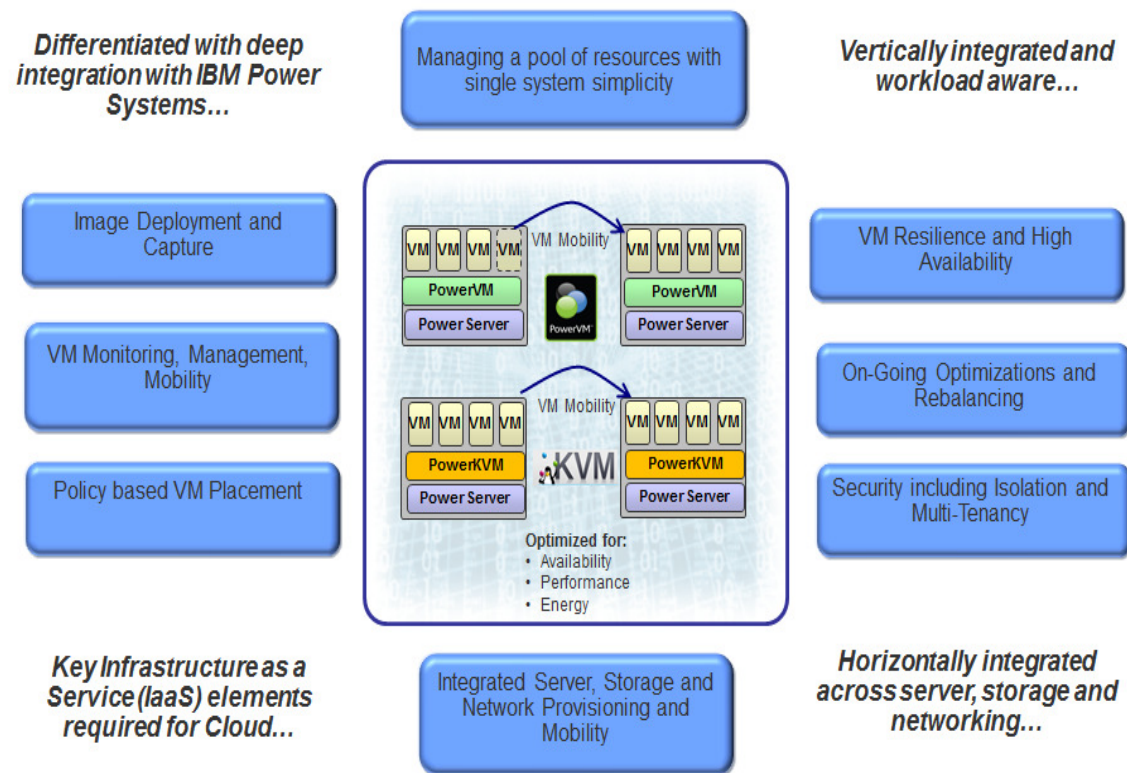 Differentiated with deep
integration with IBM Power
Systems…
Managing a pool of resources with
single system simplicity
Vertically integrated and
workload aware…
Image Deployment and
Capture
VM Monitoring, Management,
Mobility
Policy based VM Placement
VM VM VM VM
PowerVM
Power Server
VM Mobility
PowerVM™
VM VM VM VM
PowerVM
Power Server
VM VM VM VM
PowerKVM
Power Server
VM Mobility
KVM
VM VM VM VM
PowerKVM
Power Server
Optimized for:
• Availability
• Performance
• Energy
VM Resilience and High
Availability
On-Going Optimizations and
Rebalancing
Security including Isolation and
Multi-Tenancy
Key Infrastructure as a
Service (IaaS) elements
required for Cloud…
Integrated Server, Storage and
Network Provisioning and
Mobility
Horizontally integrated
across server, storage and
networking…